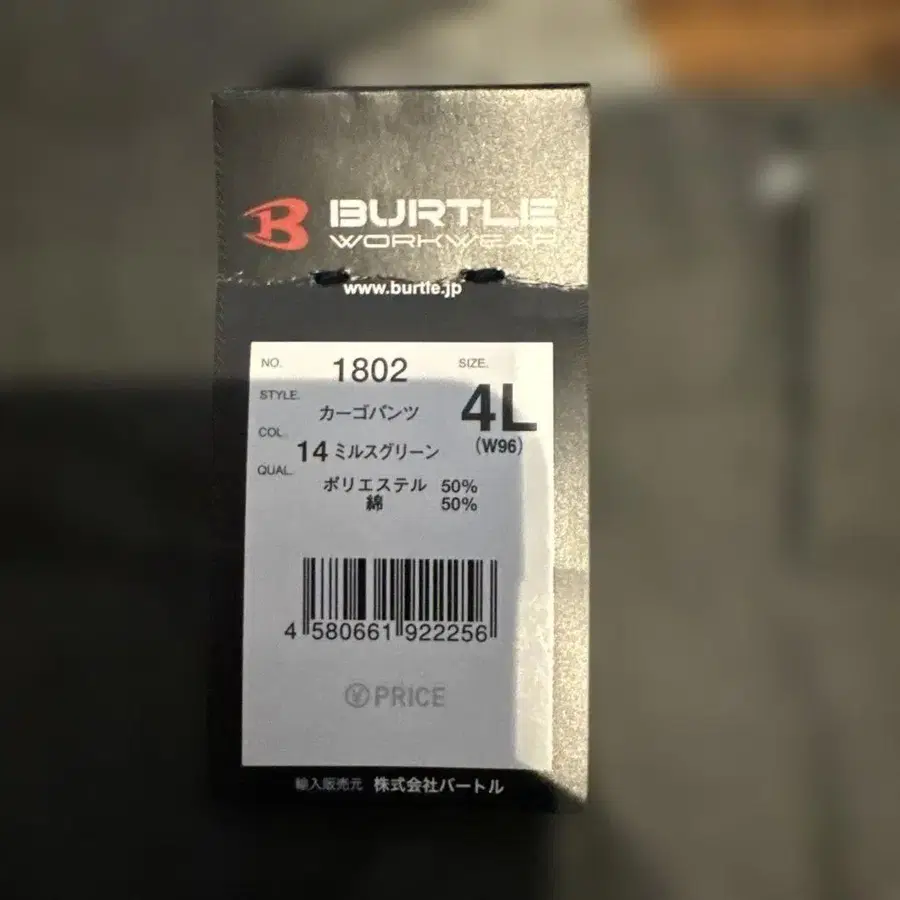 BURTLE
WORKWEAR
www.burtle.jp
NO. 1802 SIZE. 4L
STYLE. カーゴパンツ
(W96)
COL. 14 ミルスグリーン
QUAL. ポリエステル 50%
綿 50%
4 580661 922256
¥ PRICE
輸入販売元 株式会社バートル